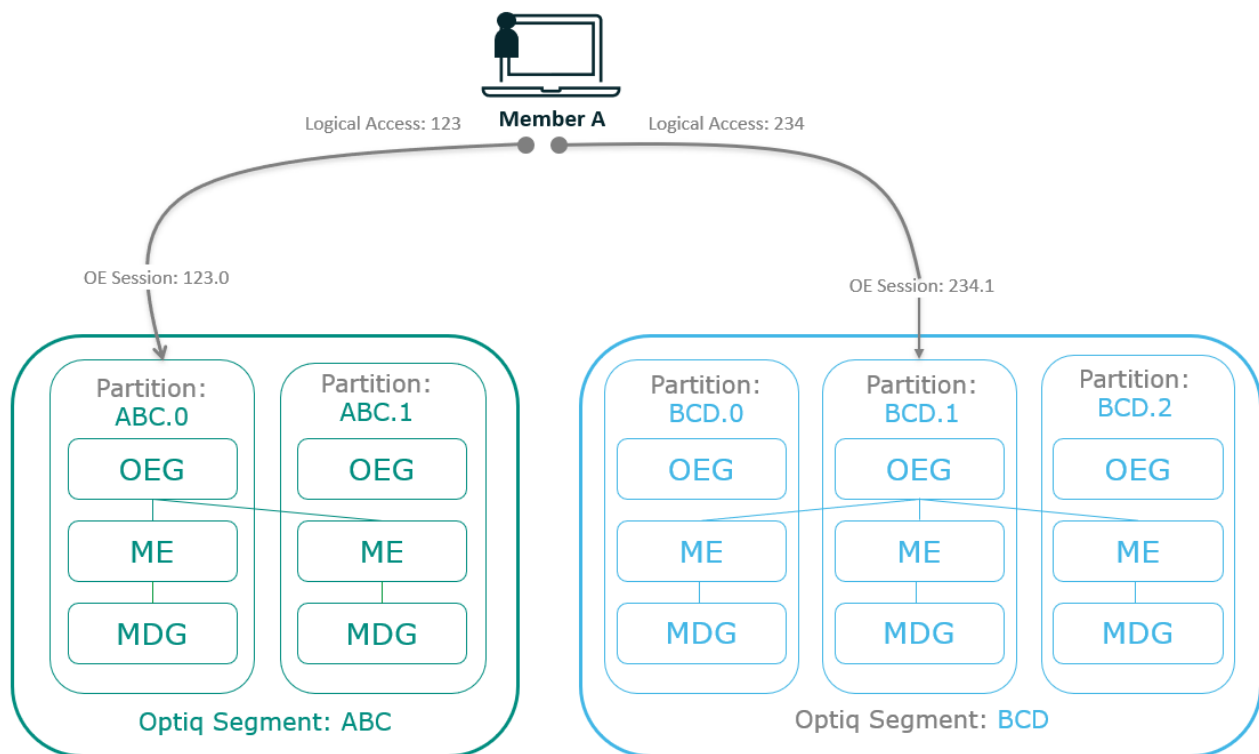 Member A
Logical Access: 123
Logical Access: 234
OE Session: 123.0
OE Session: 234.1
Partition:
ABC.0
OEG
ME
MDG
Partition:
ABC.1
OEG
ME
MDG
Optiq Segment: ABC
Partition:
BCD.0
OEG
ME
MDG
Partition:
BCD.1
OEG
ME
MDG
Partition:
BCD.2
OEG
ME
MDG
Optiq Segment: BCD